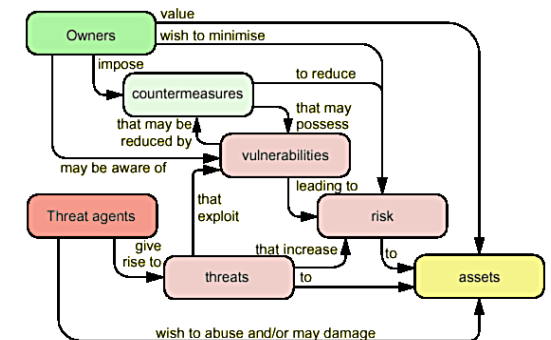 value
Owners
wish to minimise
impose
to reduce
countermeasures
that may
possess
that may be
reduced by
vulnerabilities
may be aware of
leading to
that
exploit
Threat agents
risk
give
rise to
that increase
to
threats
to
assets
wish to abuse and/or may damage